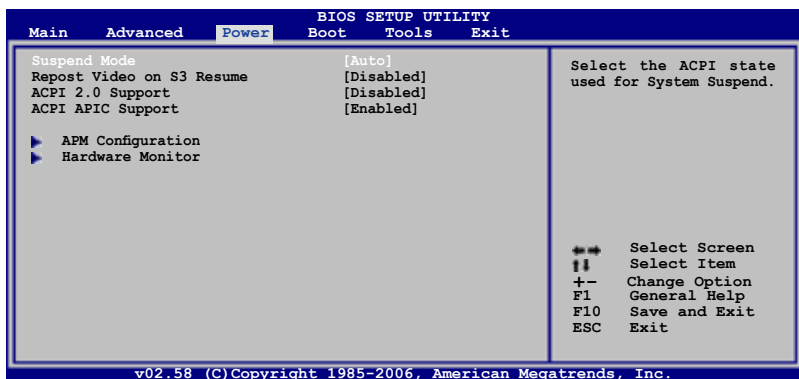 BIOS SETUP UTILITY
Main Advanced Power Boot Tools Exit
Suspend Mode [Auto]
Repost Video on S3 Resume [Disabled]
ACPI 2.0 Support [Disabled]
ACPI APIC Support [Enabled]
APM Configuration
Hardware Monitor
Select the ACPI state
used for System Suspend.
Select Screen
Select Item
+- Change Option
F1 General Help
F10 Save and Exit
ESC Exit
v02.58 (C)Copyright 1985-2006, American Megatrends, Inc.